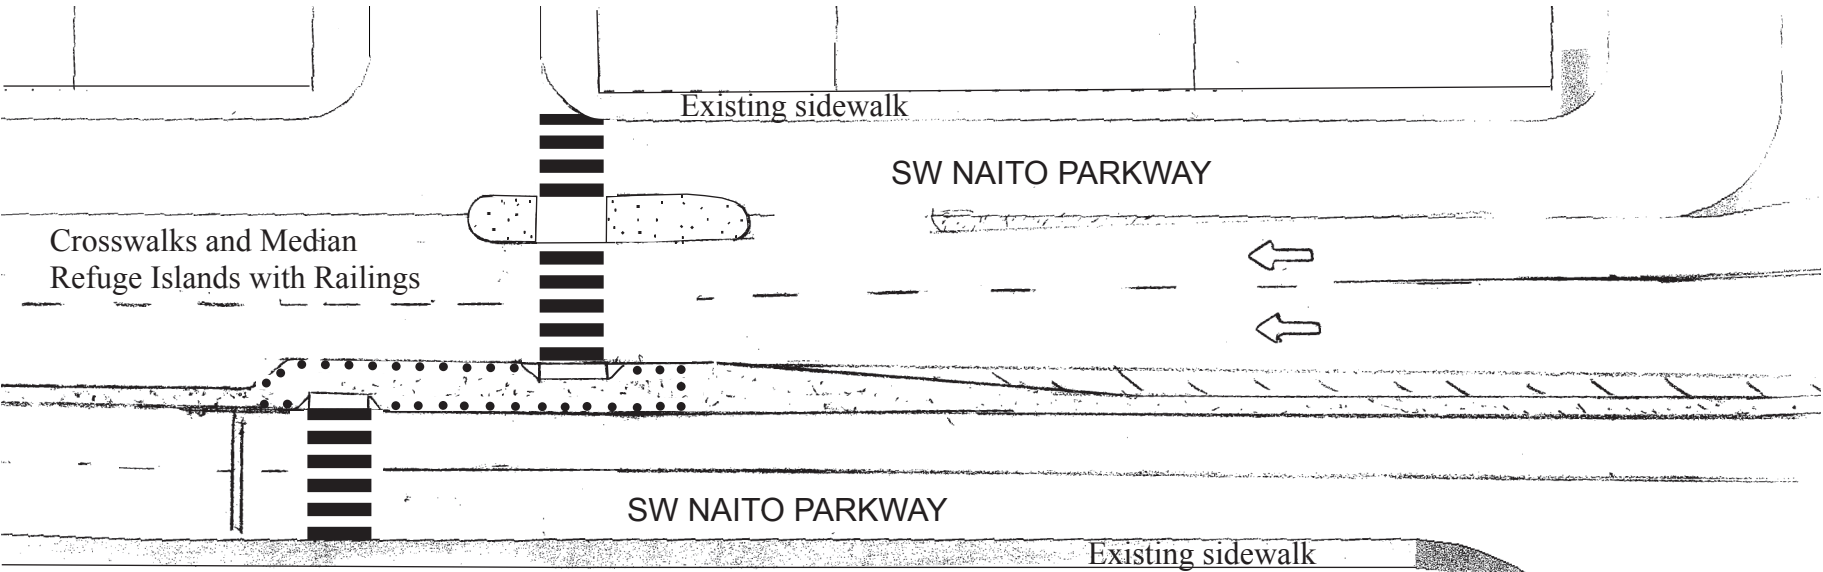 Existing sidewalk
SW NAITO PARKWAY
Crosswalks and Median
Refuge Islands with Railings
SW NAITO PARKWAY
Existing sidewalk